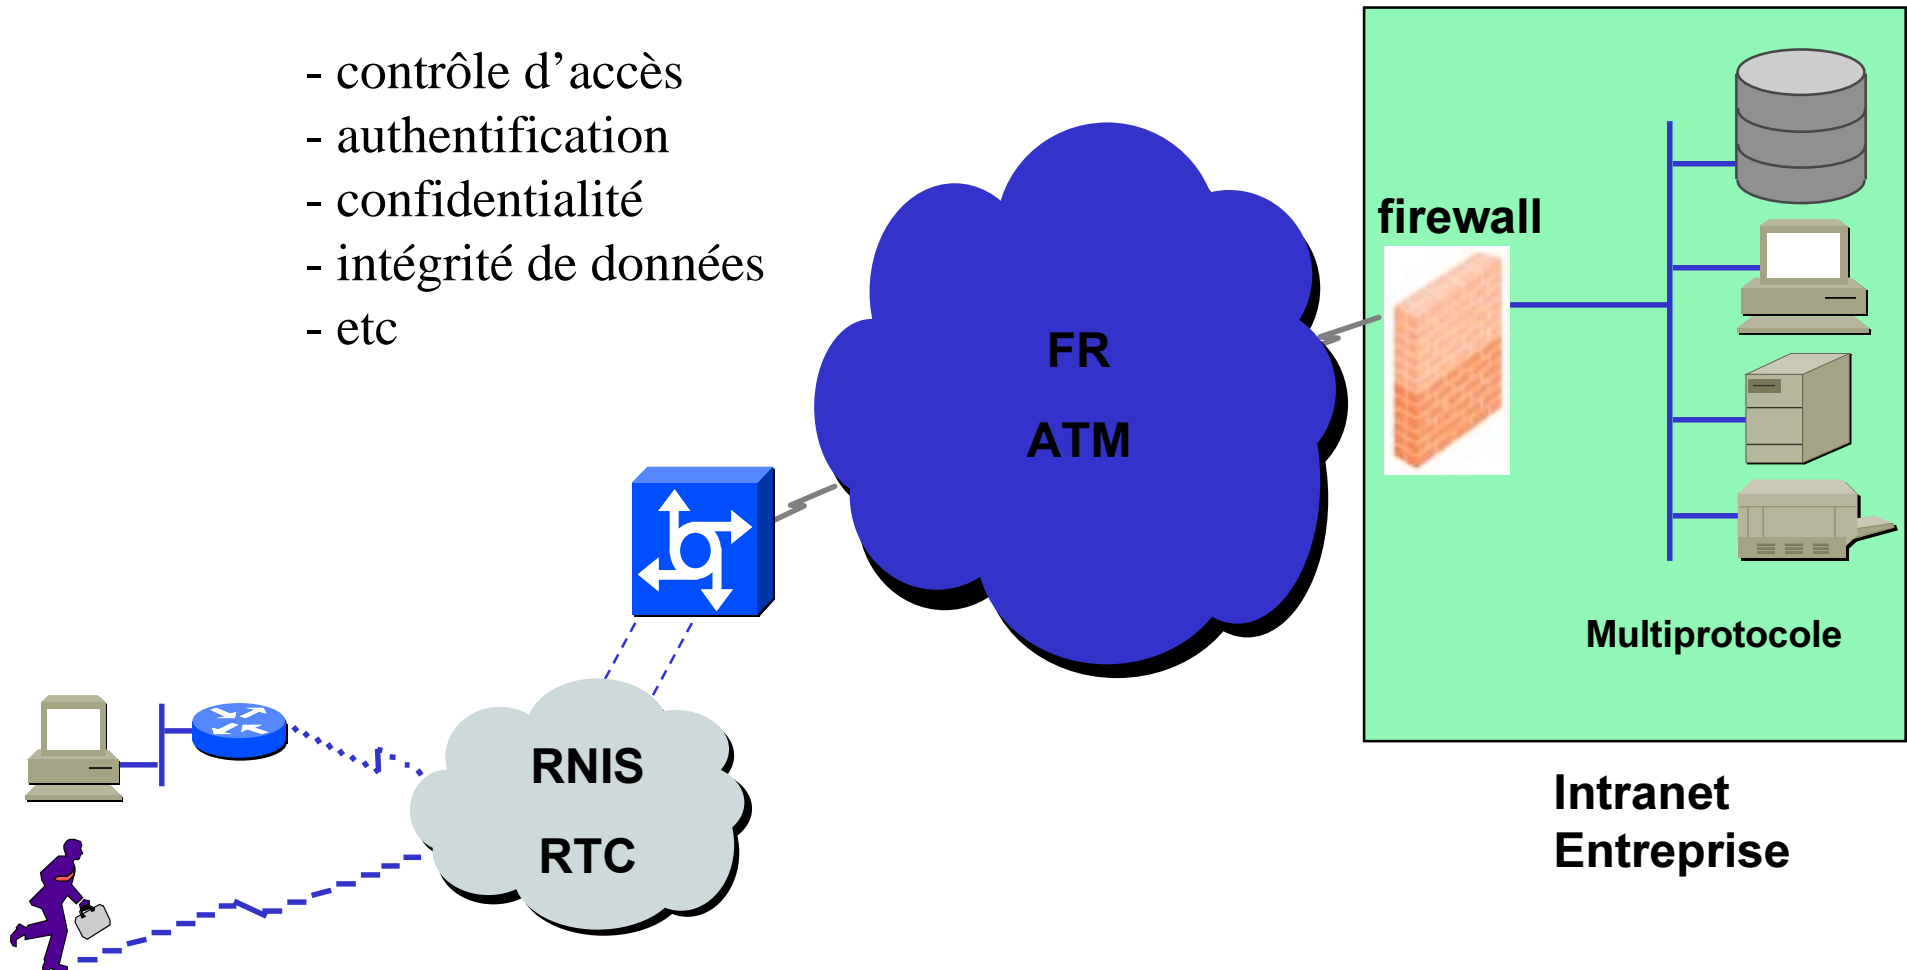 - contrôle d’accès
- authentification
- confidentialité
- intégrité de données
- etc
firewall
FR
ATM
Multiprotocole
RNIS
RTC
Intranet
Entreprise